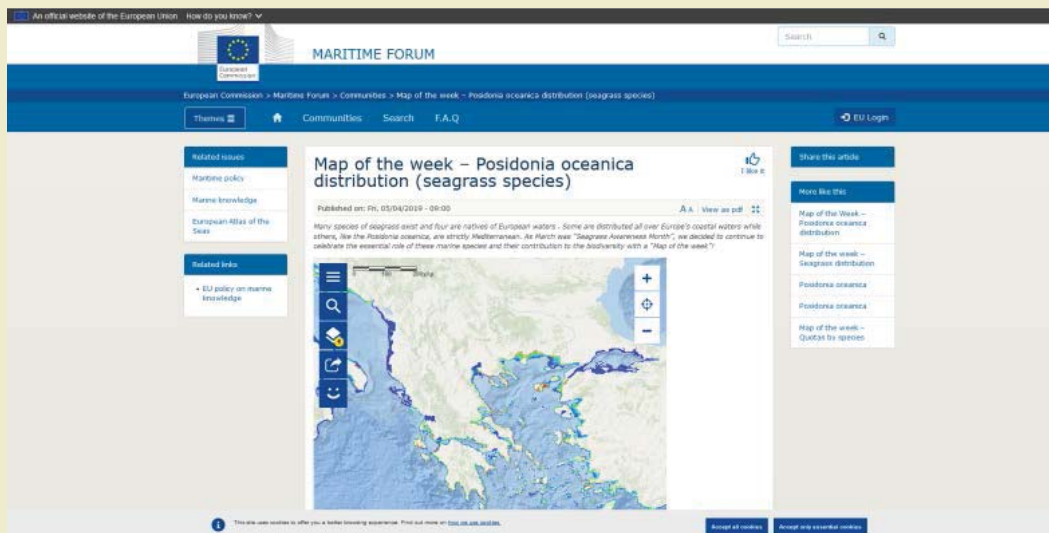 An official website of the European Union How do you know?
Search
European
Commission
MARITIME FORUM
European Commission > Maritime Forum > Communities > Map of the week – Posidonia oceanica distribution (seagrass species)
Themes
Communities
Search
F.A.Q
EU Login
Related issues
Maritime policy
Marine knowledge
European Atlas of the
Seas
Related links
• EU policy on marine
knowledge
Map of the week – Posidonia oceanica
distribution (seagrass species)
I like it
Published on: Fri, 05/04/2019 - 09:00
A A View as pdf
Many species of seagrass exist and four are natives of European waters . Some are distributed all over Europe's coastal waters while
others, like the Posidonia oceanica, are strictly Mediterranean. As March was "Seagrass Awareness Month", we decided to continue to
celebrate the essential role of these marine species and their contribution to the biodiversity with a "Map of the week"!
Share this article
More like this
Map of the Week –
Posidonia oceanica
distribution
Map of the week –
Seagrass distribution
Posidonia oceanica
Posidonia oceanica
Map of the week –
Quotas by species
This site uses cookies to offer you a better browsing experience. Find out more on how we use cookies.
Accept all cookies
Accept only essential cookies